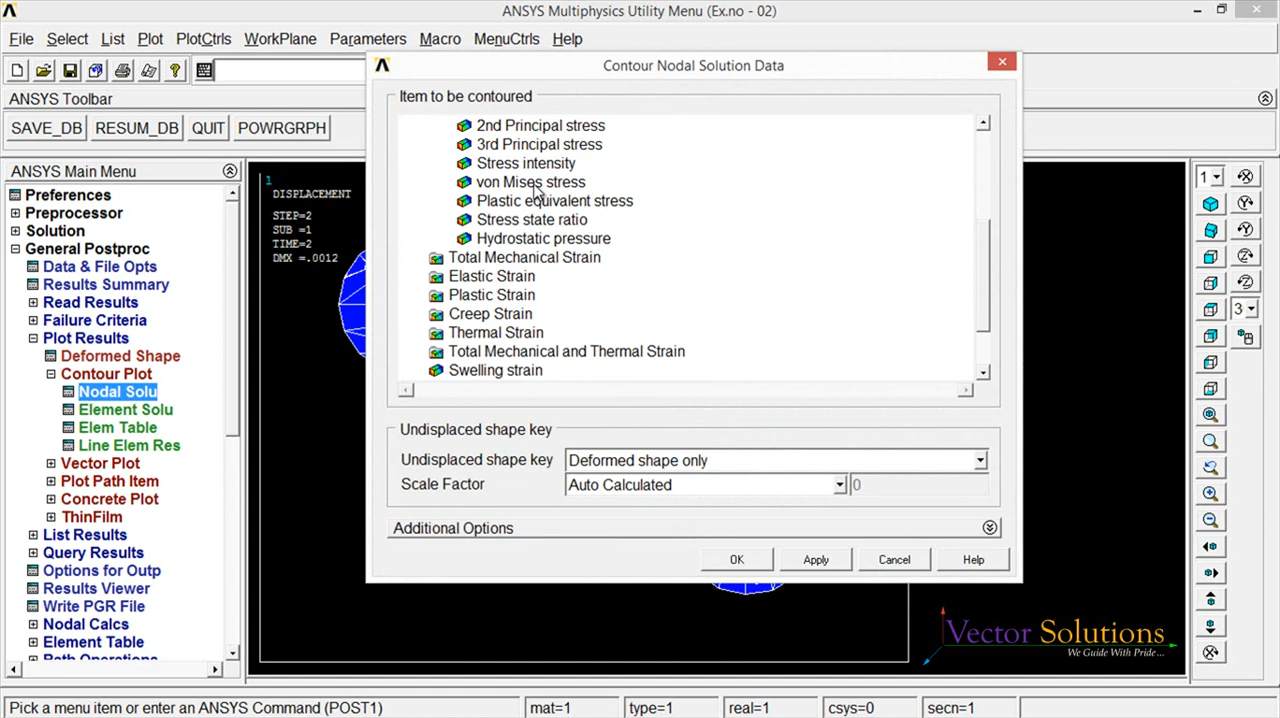 ANSYS Multiphysics Utility Menu (Ex.no - 02)
File Select List Plot PlotCtrls WorkPlane Parameters Macro MenuCtrls Help
ANSYS Toolbar
SAVE_DB RESUM_DB QUIT POWRGRPH
ANSYS Main Menu
Preferences
Preprocessor
Solution
General Postproc
Data & File Opts
Results Summary
Read Results
Failure Criteria
Plot Results
Deformed Shape
Contour Plot
Nodal Solu
Element Solu
Elem Table
Line Elem Res
Vector Plot
Plot Path Item
Concrete Plot
ThinFilm
List Results
Query Results
Options for Outp
Results Viewer
Write PGR File
Nodal Calcs
Element Table
Path Operations
1
DISPLACEMENT
STEP=2
SUB =1
TIME=2
DMX =.0012
Contour Nodal Solution Data
Item to be contoured
2nd Principal stress
3rd Principal stress
Stress intensity
von Mises stress
Plastic equivalent stress
Stress state ratio
Hydrostatic pressure
Total Mechanical Strain
Elastic Strain
Plastic Strain
Creep Strain
Thermal Strain
Total Mechanical and Thermal Strain
Swelling strain
Undisplaced shape key
Undisplaced shape key Deformed shape only
Scale Factor Auto Calculated 0
Additional Options
OK Apply Cancel Help
1
3
Vector Solutions
We Guide With Pride...
Pick a menu item or enter an ANSYS Command (POST1) mat=1 type=1 real=1 csys=0 secn=1